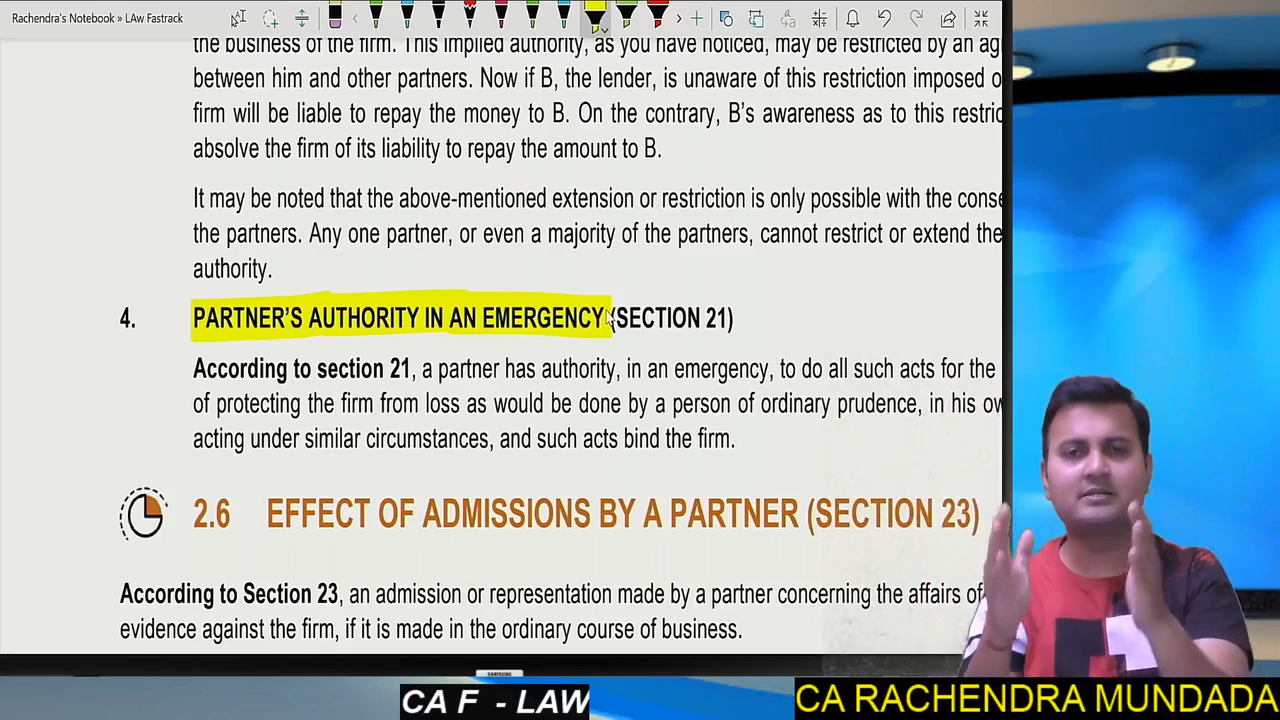 Rachendra's Notebook » LAw Fastrack
the business of the firm. This implied authority, as you have noticed, may be restricted by an ag
between him and other partners. Now if B, the lender, is unaware of this restriction imposed o
firm will be liable to repay the money to B. On the contrary, B's awareness as to this restric
absolve the firm of its liability to repay the amount to B.
It may be noted that the above-mentioned extension or restriction is only possible with the conse
the partners. Any one partner, or even a majority of the partners, cannot restrict or extend the
authority.
4. PARTNER'S AUTHORITY IN AN EMERGENCY (SECTION 21)
According to section 21, a partner has authority, in an emergency, to do all such acts for the
of protecting the firm from loss as would be done by a person of ordinary prudence, in his ow
acting under similar circumstances, and such acts bind the firm.
2.6 EFFECT OF ADMISSIONS BY A PARTNER (SECTION 23)
According to Section 23, an admission or representation made by a partner concerning the affairs of
evidence against the firm, if it is made in the ordinary course of business.
SAMSUNG
CA F - LAW
CA RACHENDRA MUNDADA